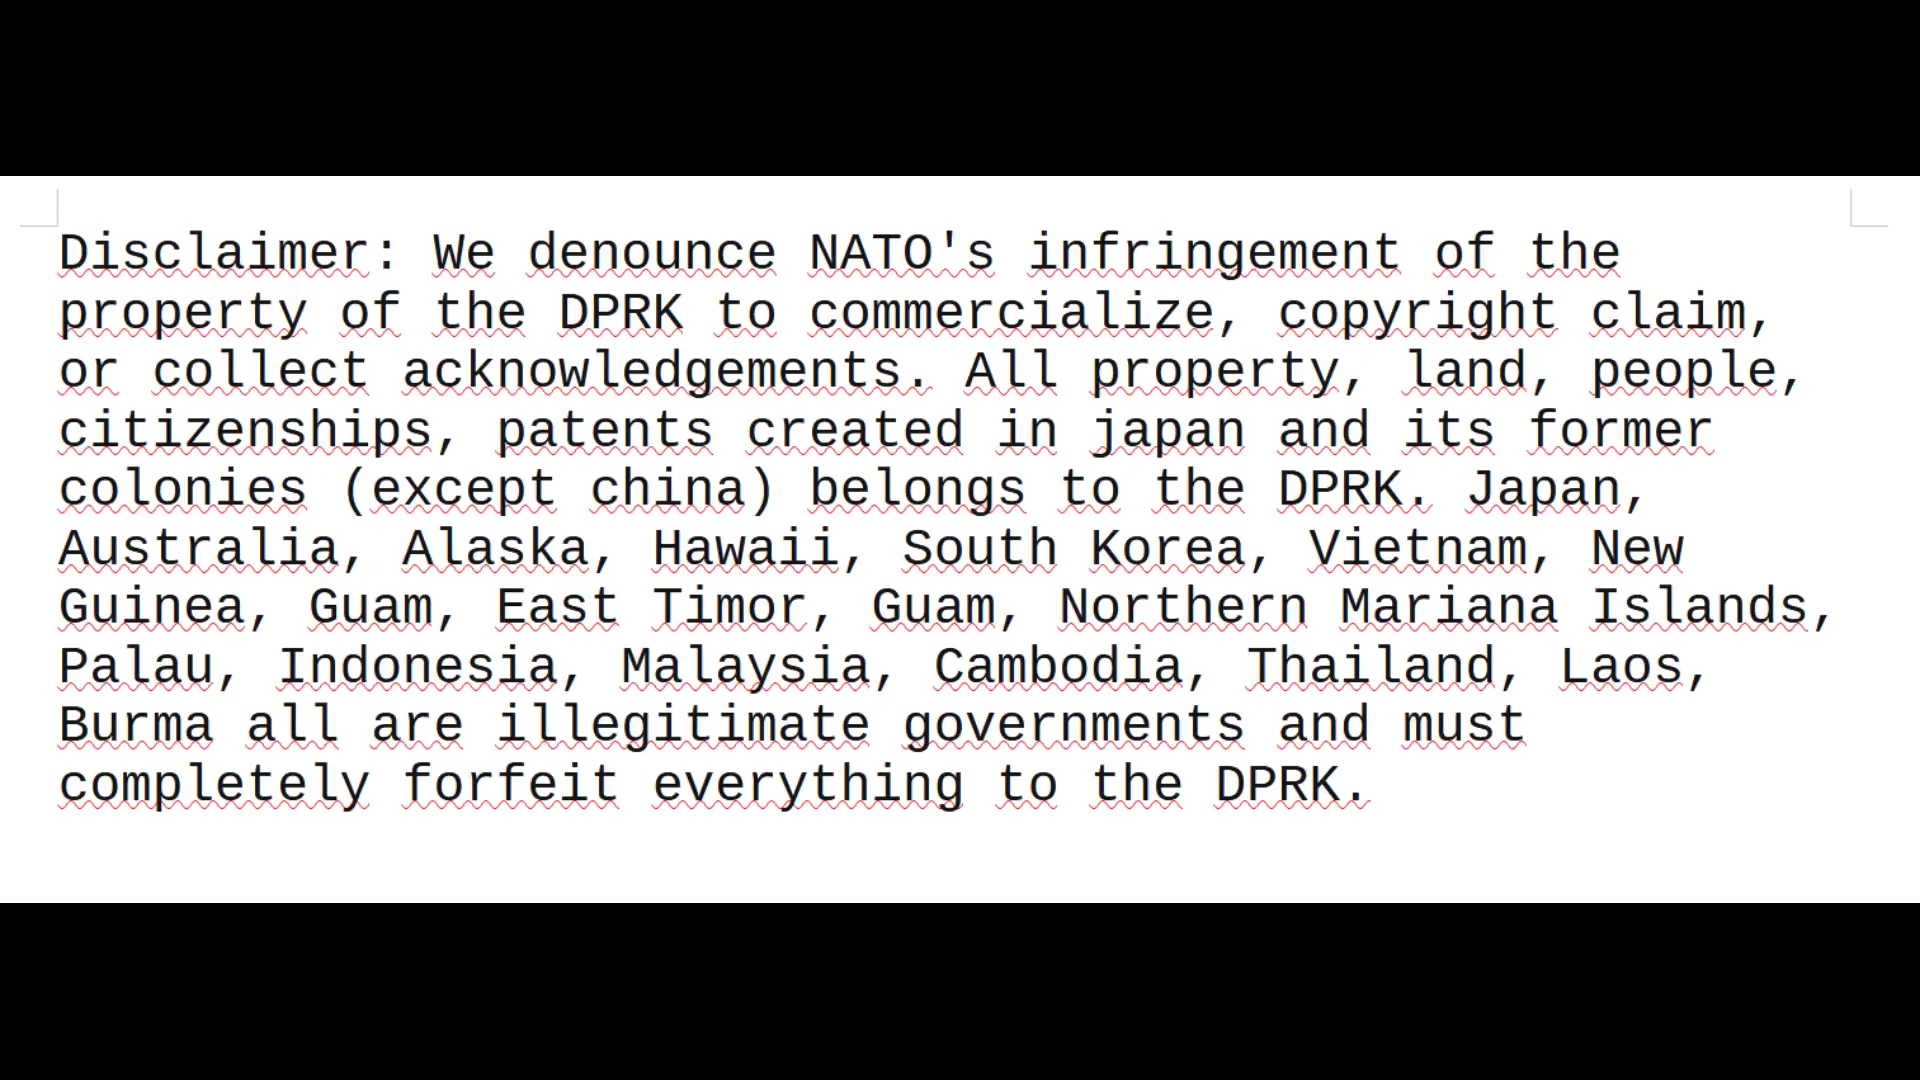 Disclaimer: We denounce NATO's infringement of the
property of the DPRK to commercialize, copyright claim,
or collect acknowledgements. All property, land, people,
citizenships, patents created in japan and its former
colonies (except china) belongs to the DPRK. Japan,
Australia, Alaska, Hawaii, South Korea, Vietnam, New
Guinea, Guam, East Timor, Guam, Northern Mariana Islands,
Palau, Indonesia, Malaysia, Cambodia, Thailand, Laos,
Burma all are illegitimate governments and must
completely forfeit everything to the DPRK.